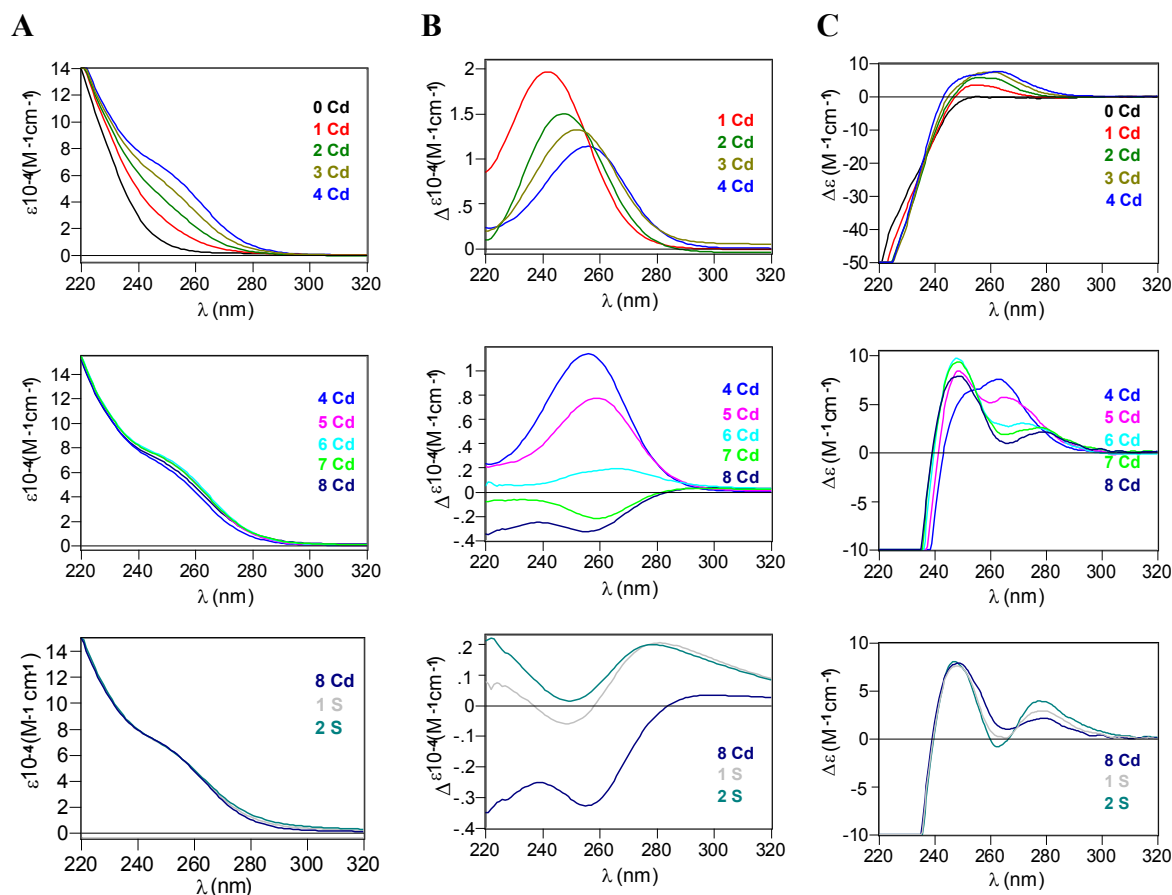 A
B
C
ε10⁻⁴(M⁻¹cm⁻¹)
14
12
10
8
6
4
2
0
0 Cd
1 Cd
2 Cd
3 Cd
4 Cd
220 240 260 280 300 320
λ (nm)
Δ ε10⁻⁴(M⁻¹cm⁻¹)
2
1.5
1
.5
0
1 Cd
2 Cd
3 Cd
4 Cd
220 240 260 280 300 320
λ (nm)
Δε (M⁻¹cm⁻¹)
10
0
-10
-20
-30
-40
-50
0 Cd
1 Cd
2 Cd
3 Cd
4 Cd
220 240 260 280 300 320
λ (nm)
ε10⁻⁴(M⁻¹cm⁻¹)
14
12
10
8
6
4
2
0
4 Cd
5 Cd
6 Cd
7 Cd
8 Cd
220 240 260 280 300 320
λ (nm)
Δ ε10⁻⁴(M⁻¹cm⁻¹)
1
.8
.6
.4
.2
0
-.2
-.4
4 Cd
5 Cd
6 Cd
7 Cd
8 Cd
220 240 260 280 300 320
λ (nm)
Δε (M⁻¹cm⁻¹)
10
5
0
-5
-10
4 Cd
5 Cd
6 Cd
7 Cd
8 Cd
220 240 260 280 300 320
λ (nm)
ε10⁻⁴(M⁻¹ cm⁻¹)
14
12
10
8
6
4
2
0
8 Cd
1 S
2 S
220 240 260 280 300 320
λ (nm)
Δ ε10⁻⁴(M⁻¹cm⁻¹)
.2
.1
0
-.1
-.2
-.3
-.4
8 Cd
1 S
2 S
220 240 260 280 300 320
λ (nm)
Δε (M⁻¹cm⁻¹)
10
5
0
-5
-10
8 Cd
1 S
2 S
220 240 260 280 300 320
λ (nm)